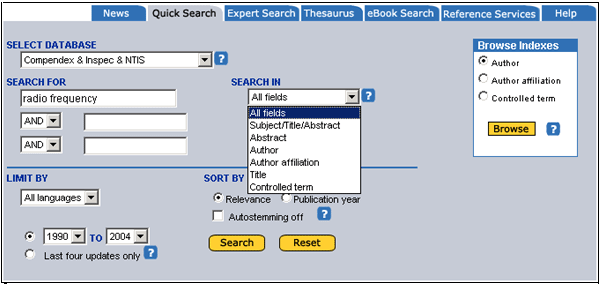 News Quick Search Expert Search Thesaurus eBook Search Reference Services Help
SELECT DATABASE
Compendex & Inspec & NTIS ?
SEARCH FOR SEARCH IN
radio frequency All fields ?
All fields
AND Subject/Title/Abstract
Abstract
AND Author
Author affiliation
Title
Controlled term
LIMIT BY SORT BY
All languages Relevance Publication year
Autostemming off ?
1990 TO 2004 Search Reset
Last four updates only ?
Browse Indexes
Author
Author affiliation
Controlled term
Browse ?